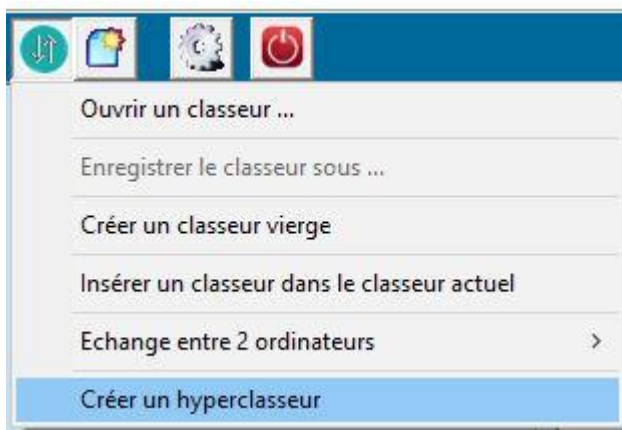 Ouvrir un classeur ...
Enregistrer le classeur sous ...
Créer un classeur vierge
Insérer un classeur dans le classeur actuel
Echange entre 2 ordinateurs
Créer un hyperclasseur